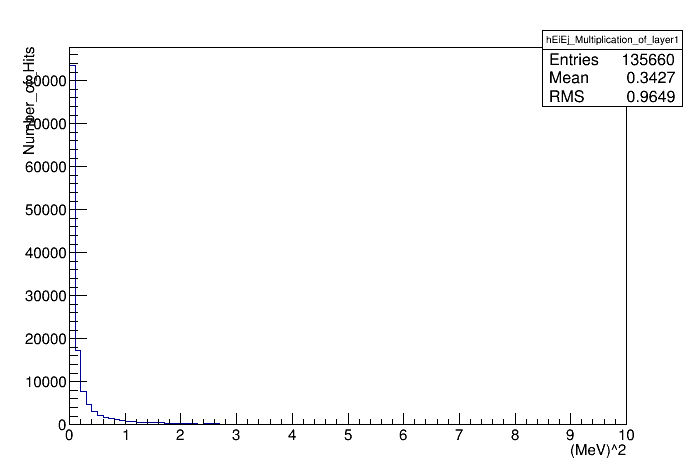 hEiEj_Multiplication_of_layer1
Entries 135660
Mean 0.3427
RMS 0.9649
Number_of_Hits
80000
70000
60000
50000
40000
30000
20000
10000
0
0 1 2 3 4 5 6 7 8 9 10
(MeV)^2